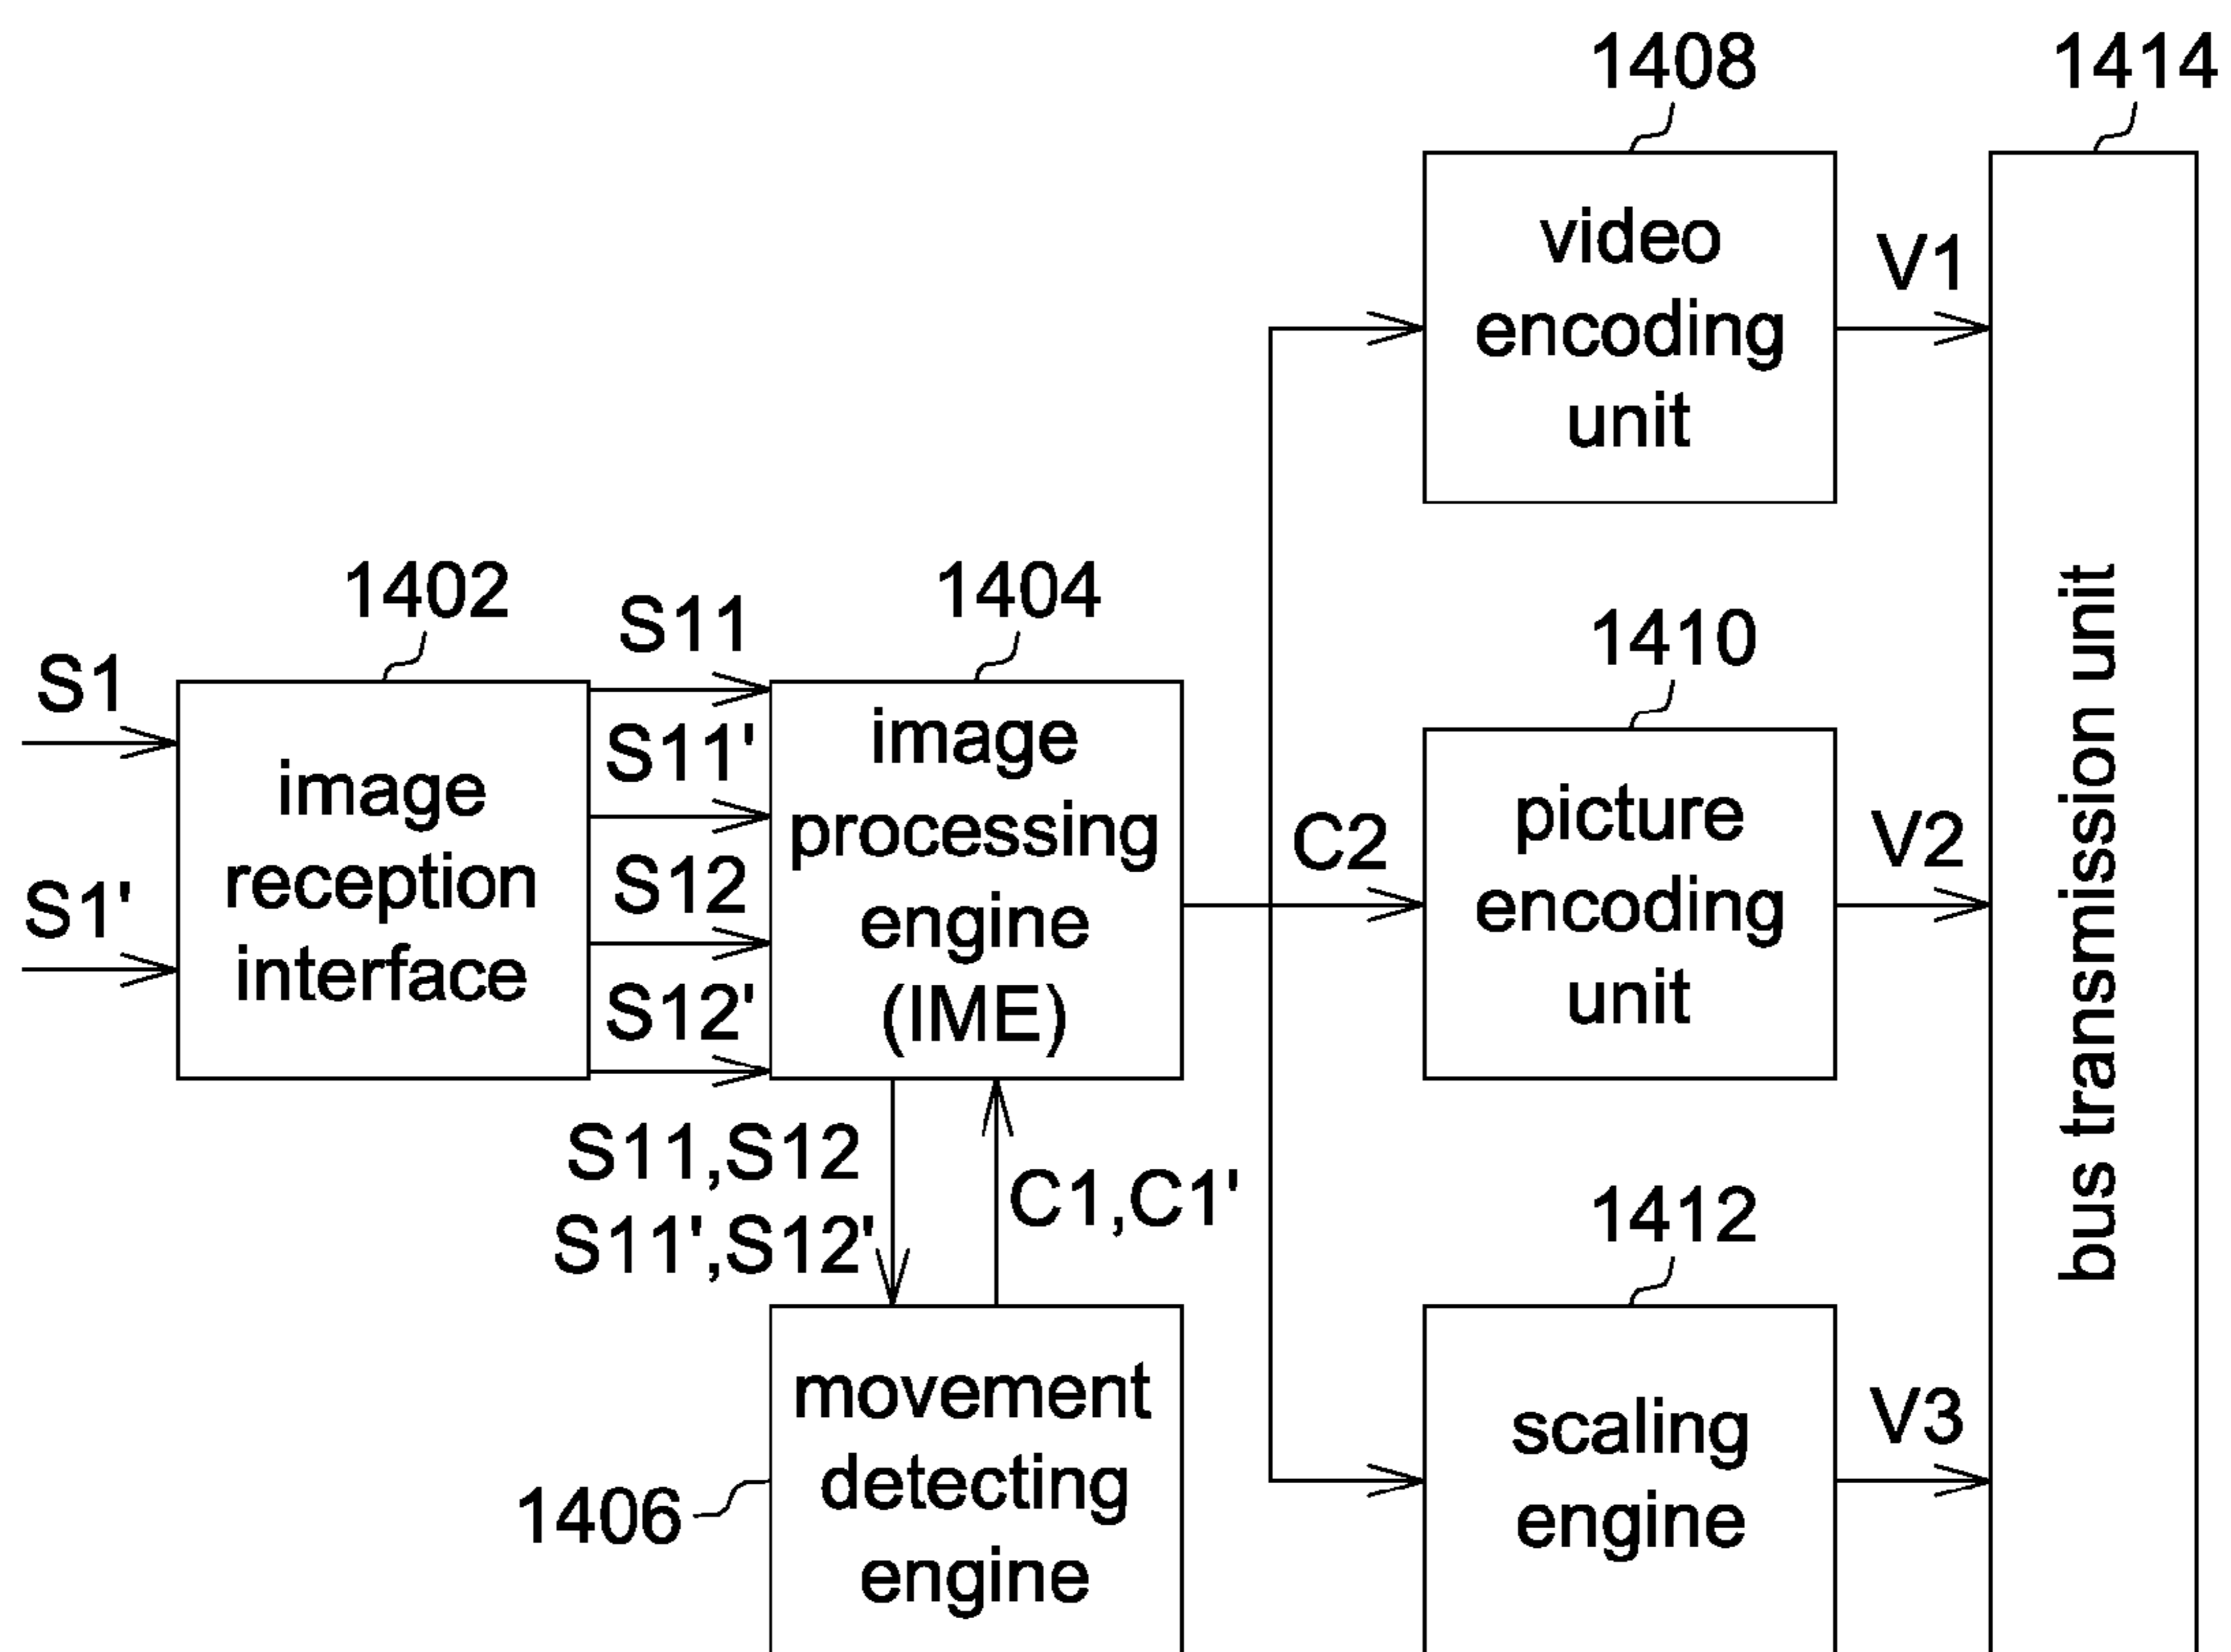 1408
1414
video
encoding
unit
V1
1402
S11
1404
1410
S1
S11'
image
reception
interface
image
processing
engine
(IME)
S12
S1'
S12'
C2
picture
encoding
unit
V2
bus transmission unit
S11,S12
S11',S12'
C1,C1'
1412
movement
detecting
engine
1406
scaling
engine
V3